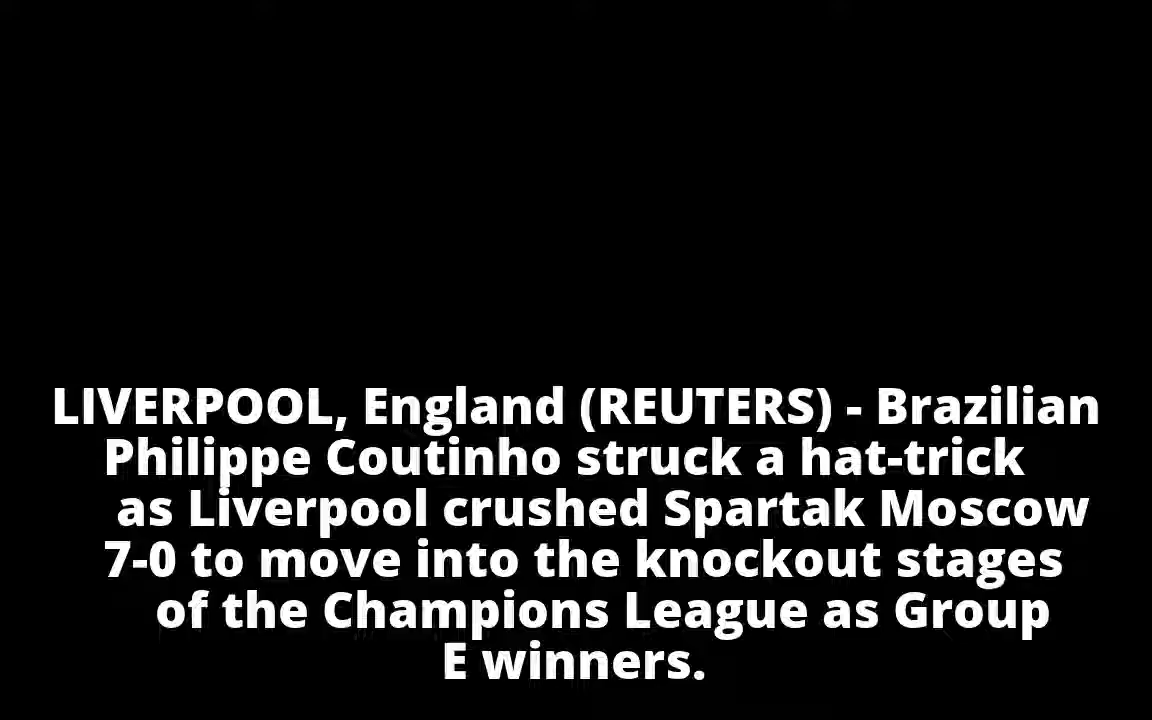 LIVERPOOL, England (REUTERS) - Brazilian
Philippe Coutinho struck a hat-trick
as Liverpool crushed Spartak Moscow
7-0 to move into the knockout stages
of the Champions League as Group
E winners.